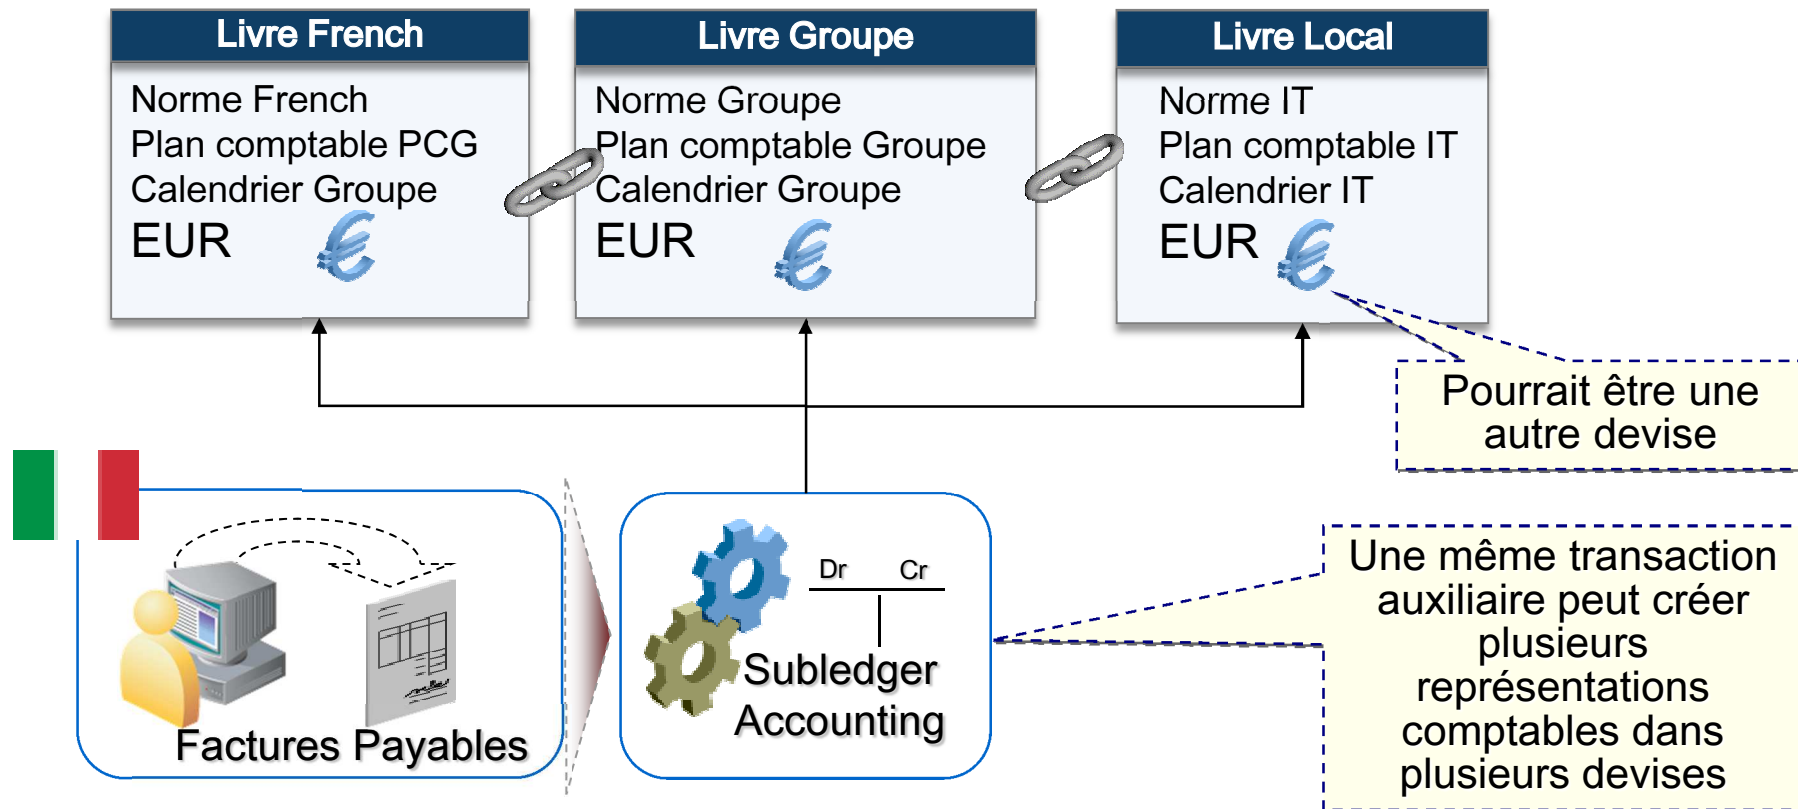 Livre French
Norme French
Plan comptable PCG
Calendrier Groupe
EUR
Livre Groupe
Norme Groupe
Plan comptable Groupe
Calendrier Groupe
EUR
Livre Local
Norme IT
Plan comptable IT
Calendrier IT
EUR
Pourrait être une
autre devise
Factures Payables
Dr Cr
Subledger
Accounting
Une même transaction
auxiliaire peut créer
plusieurs
représentations
comptables dans
plusieurs devises